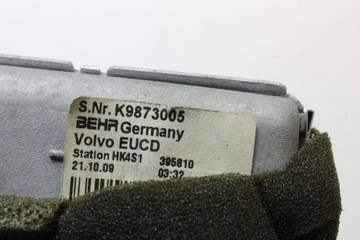 S.Nr. K9873005
BEHR Germany
Volvo EUCD
Station HK4S1 395810
21.10.09 03:32